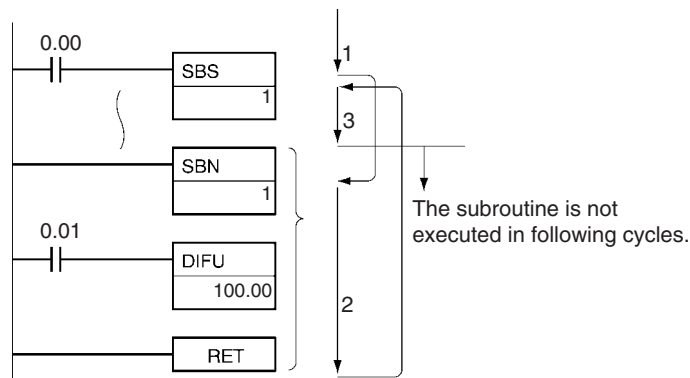 0.00
SBS
1
SBN
1
0.01
DIFU
100.00
RET
1
3
2
The subroutine is not
executed in following cycles.